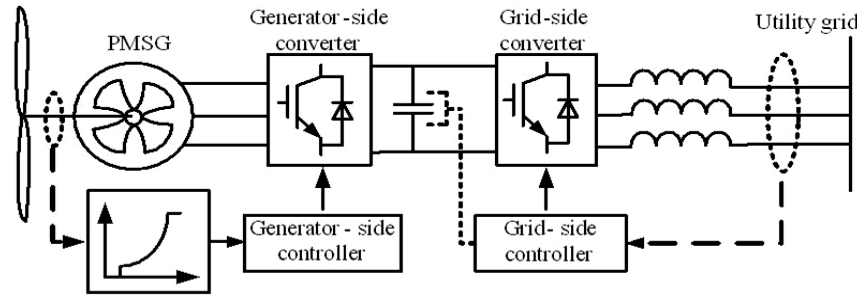 Generator-side
converter
Grid-side
converter
Utility grid
PMSG
Generator - side
controller
Grid- side
controller